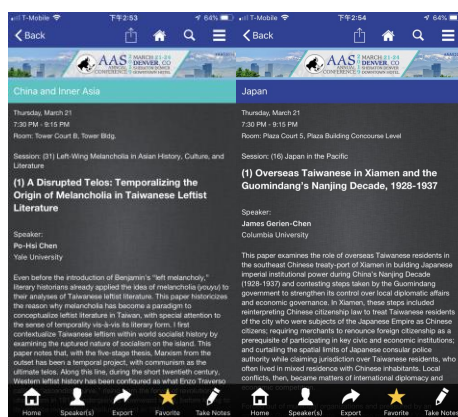 T-Mobile 下午2:53 64%
Back
AAS MARCH 21-24
ANNUAL DENVER, CO
CONFERENCE SHERATON DENVER
DOWNTOWN HOTEL
China and Inner Asia
Thursday, March 21
7:30 PM - 9:15 PM
Room: Tower Court B, Tower Bldg.
Session: (31) Left-Wing Melancholia in Asian History, Culture, and
Literature
(1) A Disrupted Telos: Temporalizing the
Origin of Melancholia in Taiwanese Leftist
Literature
Speaker:
Po-Hsi Chen
Yale University
Even before the introduction of Benjamin's "left melancholy,"
literary historians already applied the idea of melancholia (youyu) to
their analyses of Taiwanese leftist literature. This paper historicizes
the reason why melancholia has become a paradigm to
conceptualize leftist literature in Taiwan, with special attention to
the sense of temporality vis-à-vis its literary form. I first
contextualize Taiwanese leftism within world socialist history by
examining the ruptured nature of socialism on the island. This
paper notes that, with the five-stage thesis, Marxism from the
outset has been a temporal project, with communism as the
ultimate telos. Along this line, during the short twentieth century,
Western leftist history has been configured as what Enzo Traverso
Home Speaker(s) Export Favorite Take Notes
T-Mobile 下午2:54 64%
Back
AAS MARCH 21-24
ANNUAL DENVER, CO
CONFERENCE SHERATON DENVER
DOWNTOWN HOTEL
Japan
Thursday, March 21
7:30 PM - 9:15 PM
Room: Plaza Court 5, Plaza Building Concourse Level
Session: (16) Japan in the Pacific
(1) Overseas Taiwanese in Xiamen and the
Guomindang's Nanjing Decade, 1928-1937
Speaker:
James Gerien-Chen
Columbia University
This paper examines the role of overseas Taiwanese residents in
the southeast Chinese treaty-port of Xiamen in building Japanese
imperial institutional power during China's Nanjing Decade
(1928-1937) and contesting steps taken by the Guomindang
government to strengthen its control over local diplomatic affairs
and economic governance. In Xiamen, these steps included
reinterpreting Chinese citizenship law to treat Taiwanese residents
of the city who were subjects of the Japanese Empire as Chinese
citizens; requiring merchants to renounce foreign citizenship as a
prerequisite of participating in key civic and economic institutions;
and curtailing the spatial limits of Japanese consular police
authority while claiming jurisdiction over Taiwanese residents, who
often lived in mixed residence with Chinese inhabitants. Local
conflicts, then, became matters of international diplomacy and
Home Speaker(s) Export Favorite Take Notes